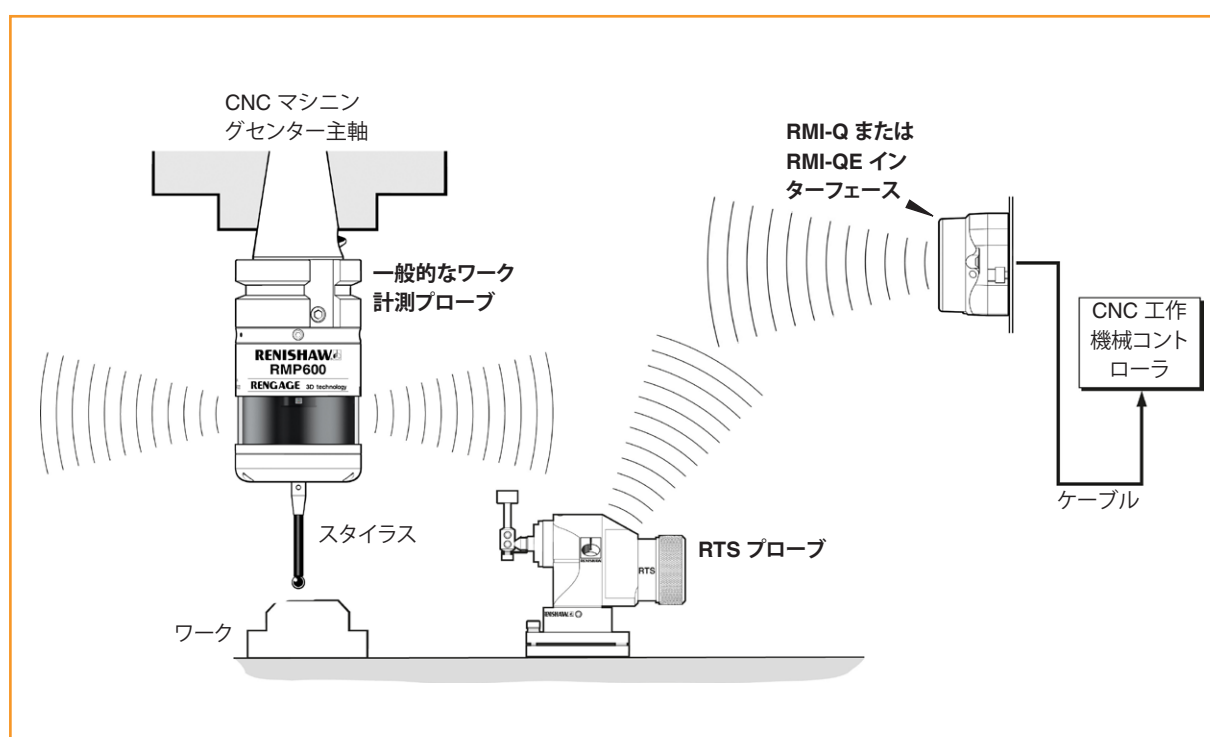 CNC マシニン
グセンター主軸
RMI-Q または
RMI-QE イン
ターフェース
一般的なワーク
計測プローブ
CNC 工作
機械コント
ローラ
RENISHAW
RMP600
RENGAGE 3D technology
ケーブル
スタイラス
RTS プローブ
RTS
RENISHAW
RENISHAW
ワーク